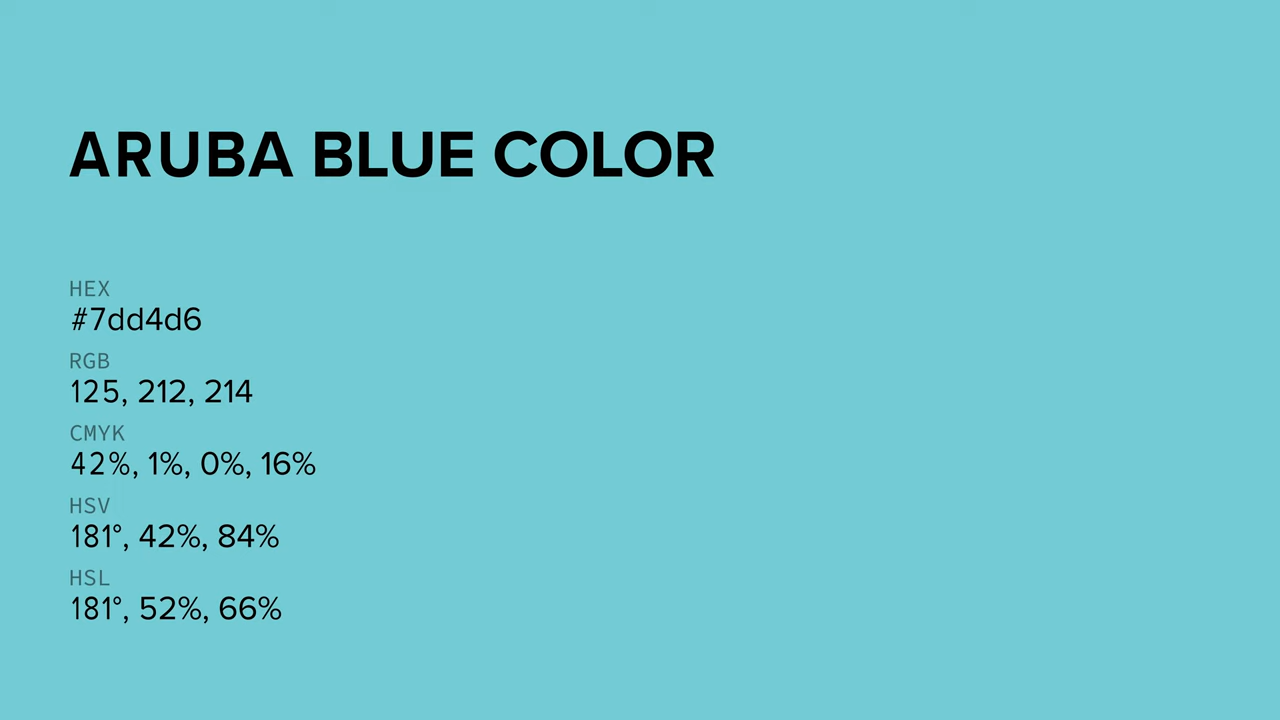 ARUBA BLUE COLOR
HEX
#7dd4d6
RGB
125, 212, 214
CMYK
42%, 1%, 0%, 16%
HSV
181°, 42%, 84%
HSL
181°, 52%, 66%